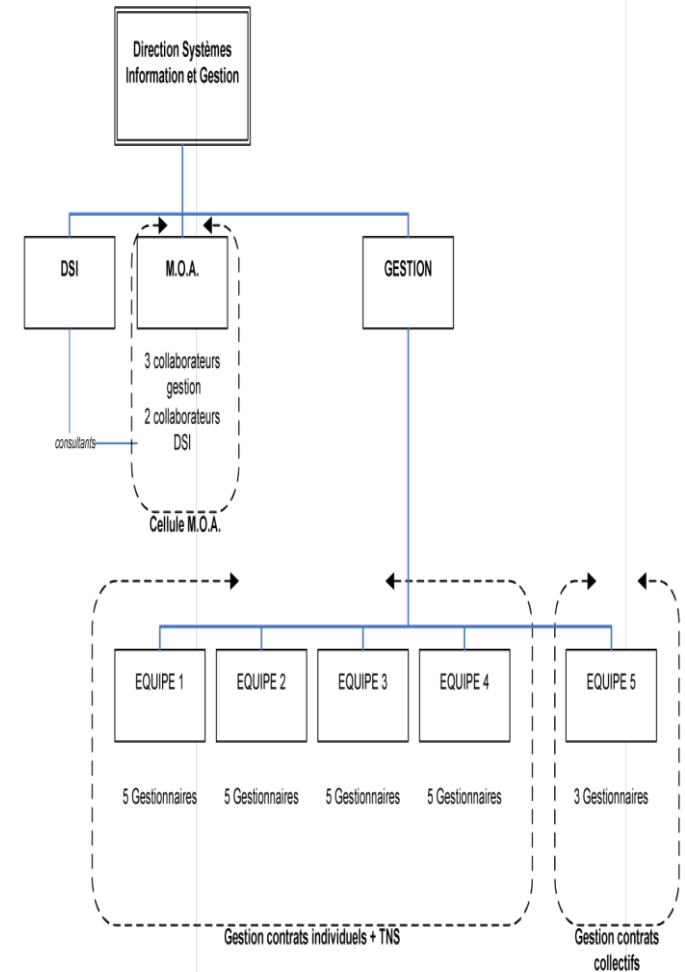 Direction Systèmes
Information et Gestion
DSI
M.O.A.
GESTION
3 collaborateurs
gestion
2 collaborateurs
DSI
consultants
Cellule M.O.A.
EQUIPE 1
EQUIPE 2
EQUIPE 3
EQUIPE 4
EQUIPE 5
5 Gestionnaires
5 Gestionnaires
5 Gestionnaires
5 Gestionnaires
3 Gestionnaires
Gestion contrats individuels + TNS
Gestion contrats
collectifs